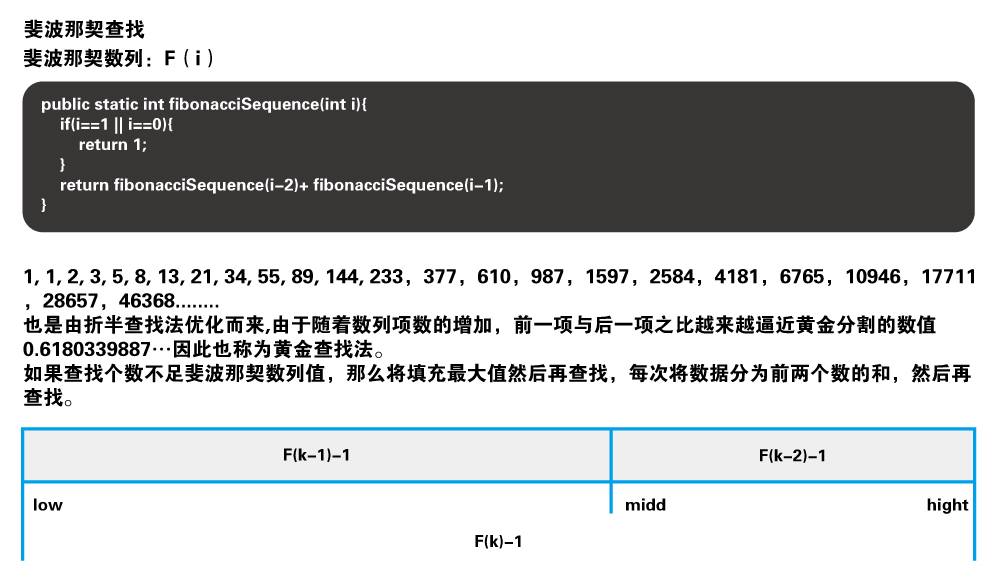 斐波那契查找
斐波那契数列：F（i）
public static int fibonacciSequence(int i){
if(i==1 || i==0){
return 1;
}
return fibonacciSequence(i-2)+ fibonacciSequence(i-1);
}
1, 1, 2, 3, 5, 8, 13, 21, 34, 55, 89, 144, 233，377，610，987，1597，2584，4181，6765，10946，17711
，28657，46368........
也是由折半查找法优化而来,由于随着数列项数的增加，前一项与后一项之比越来越逼近黄金分割的数值
0.6180339887…因此也称为黄金查找法。
如果查找个数不足斐波那契数列值，那么将填充最大值然后再查找，每次将数据分为前两个数的和，然后再
查找。
F(k-1)-1 F(k-2)-1
low midd hight
F(k)-1